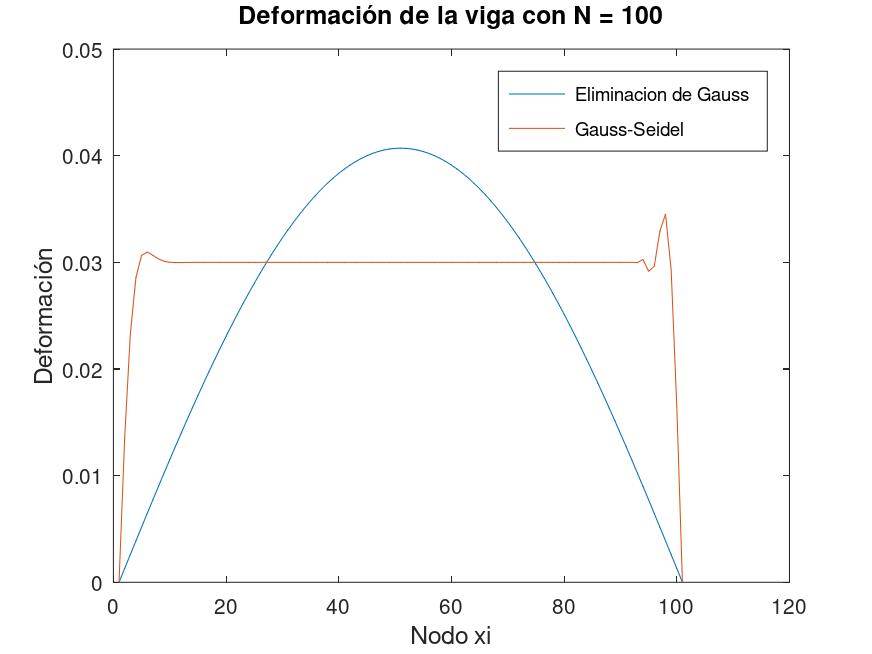 Deformación de la viga con N = 100
0.05
Eliminacion de Gauss
Gauss-Seidel
0.04
0.03
Deformación
0.02
0.01
0
0 20 40 60 80 100 120
Nodo xi